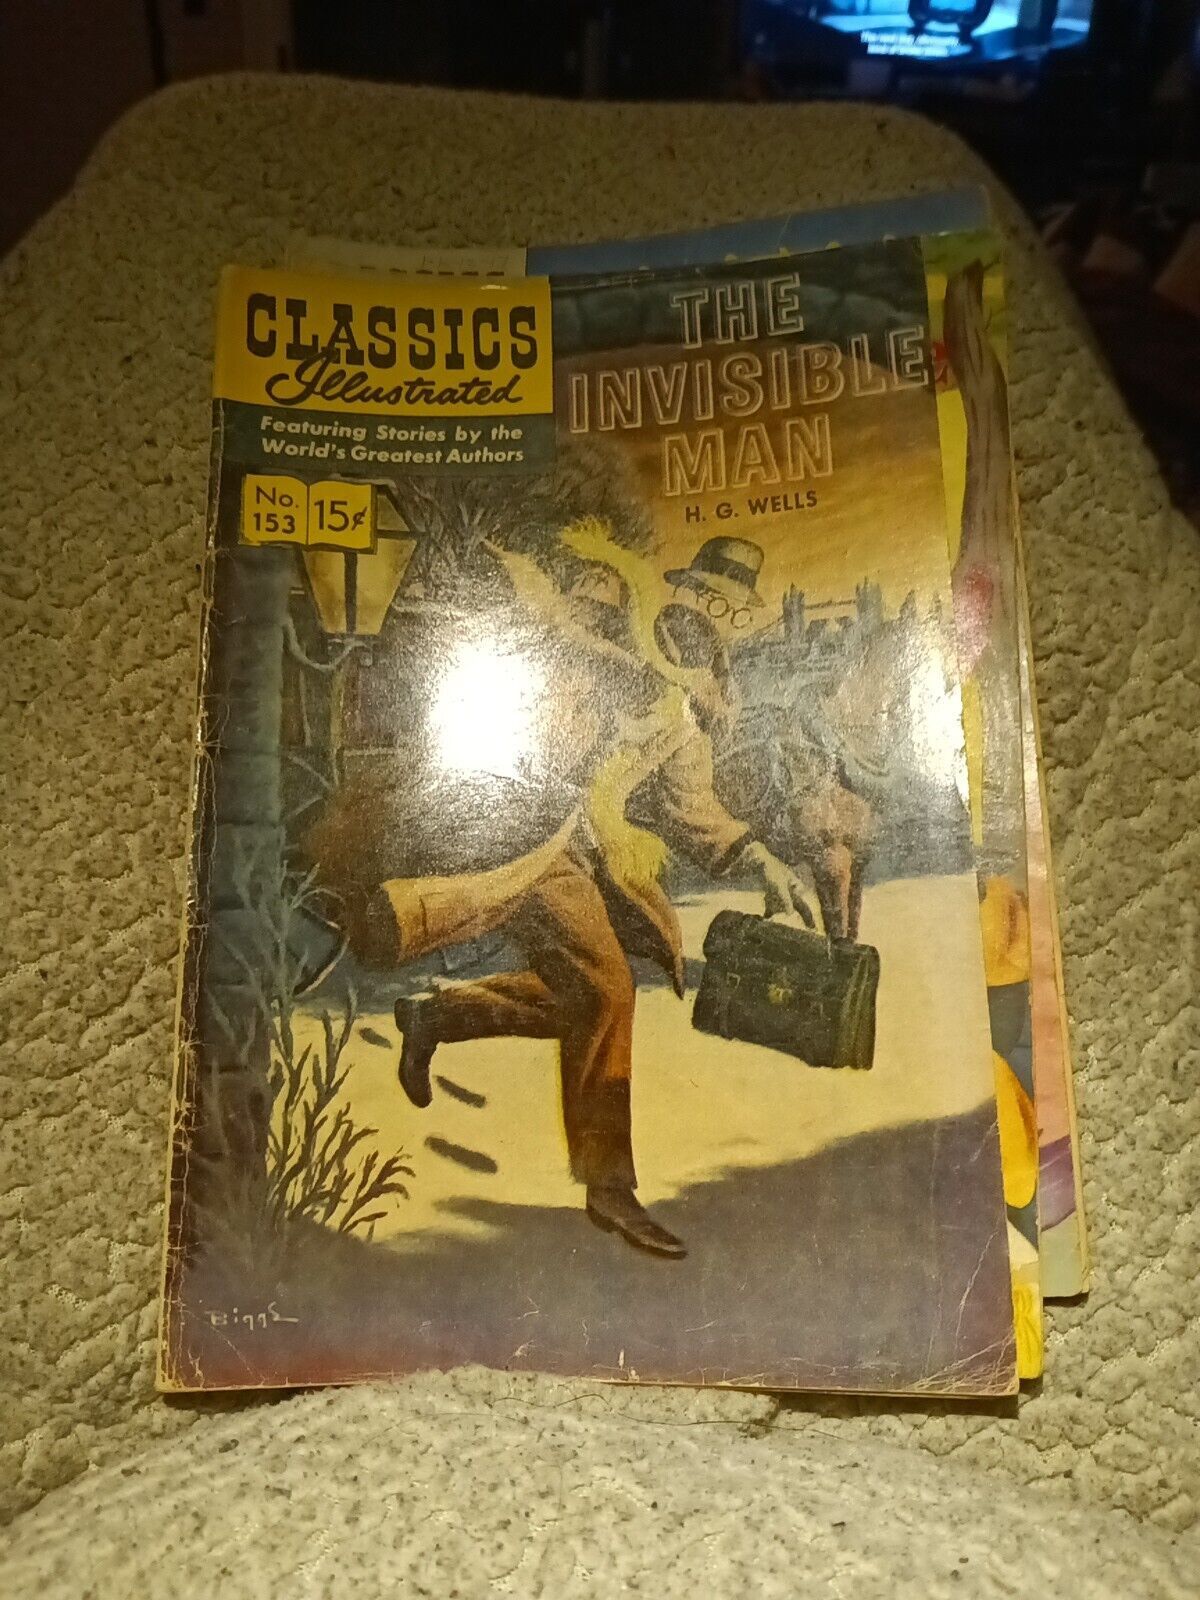 CLASSICS
Illustrated
Featuring Stories by the
World's Greatest Authors
No.
153
15¢
THE
INVISIBLE
MAN
H. G. WELLS
Biggs